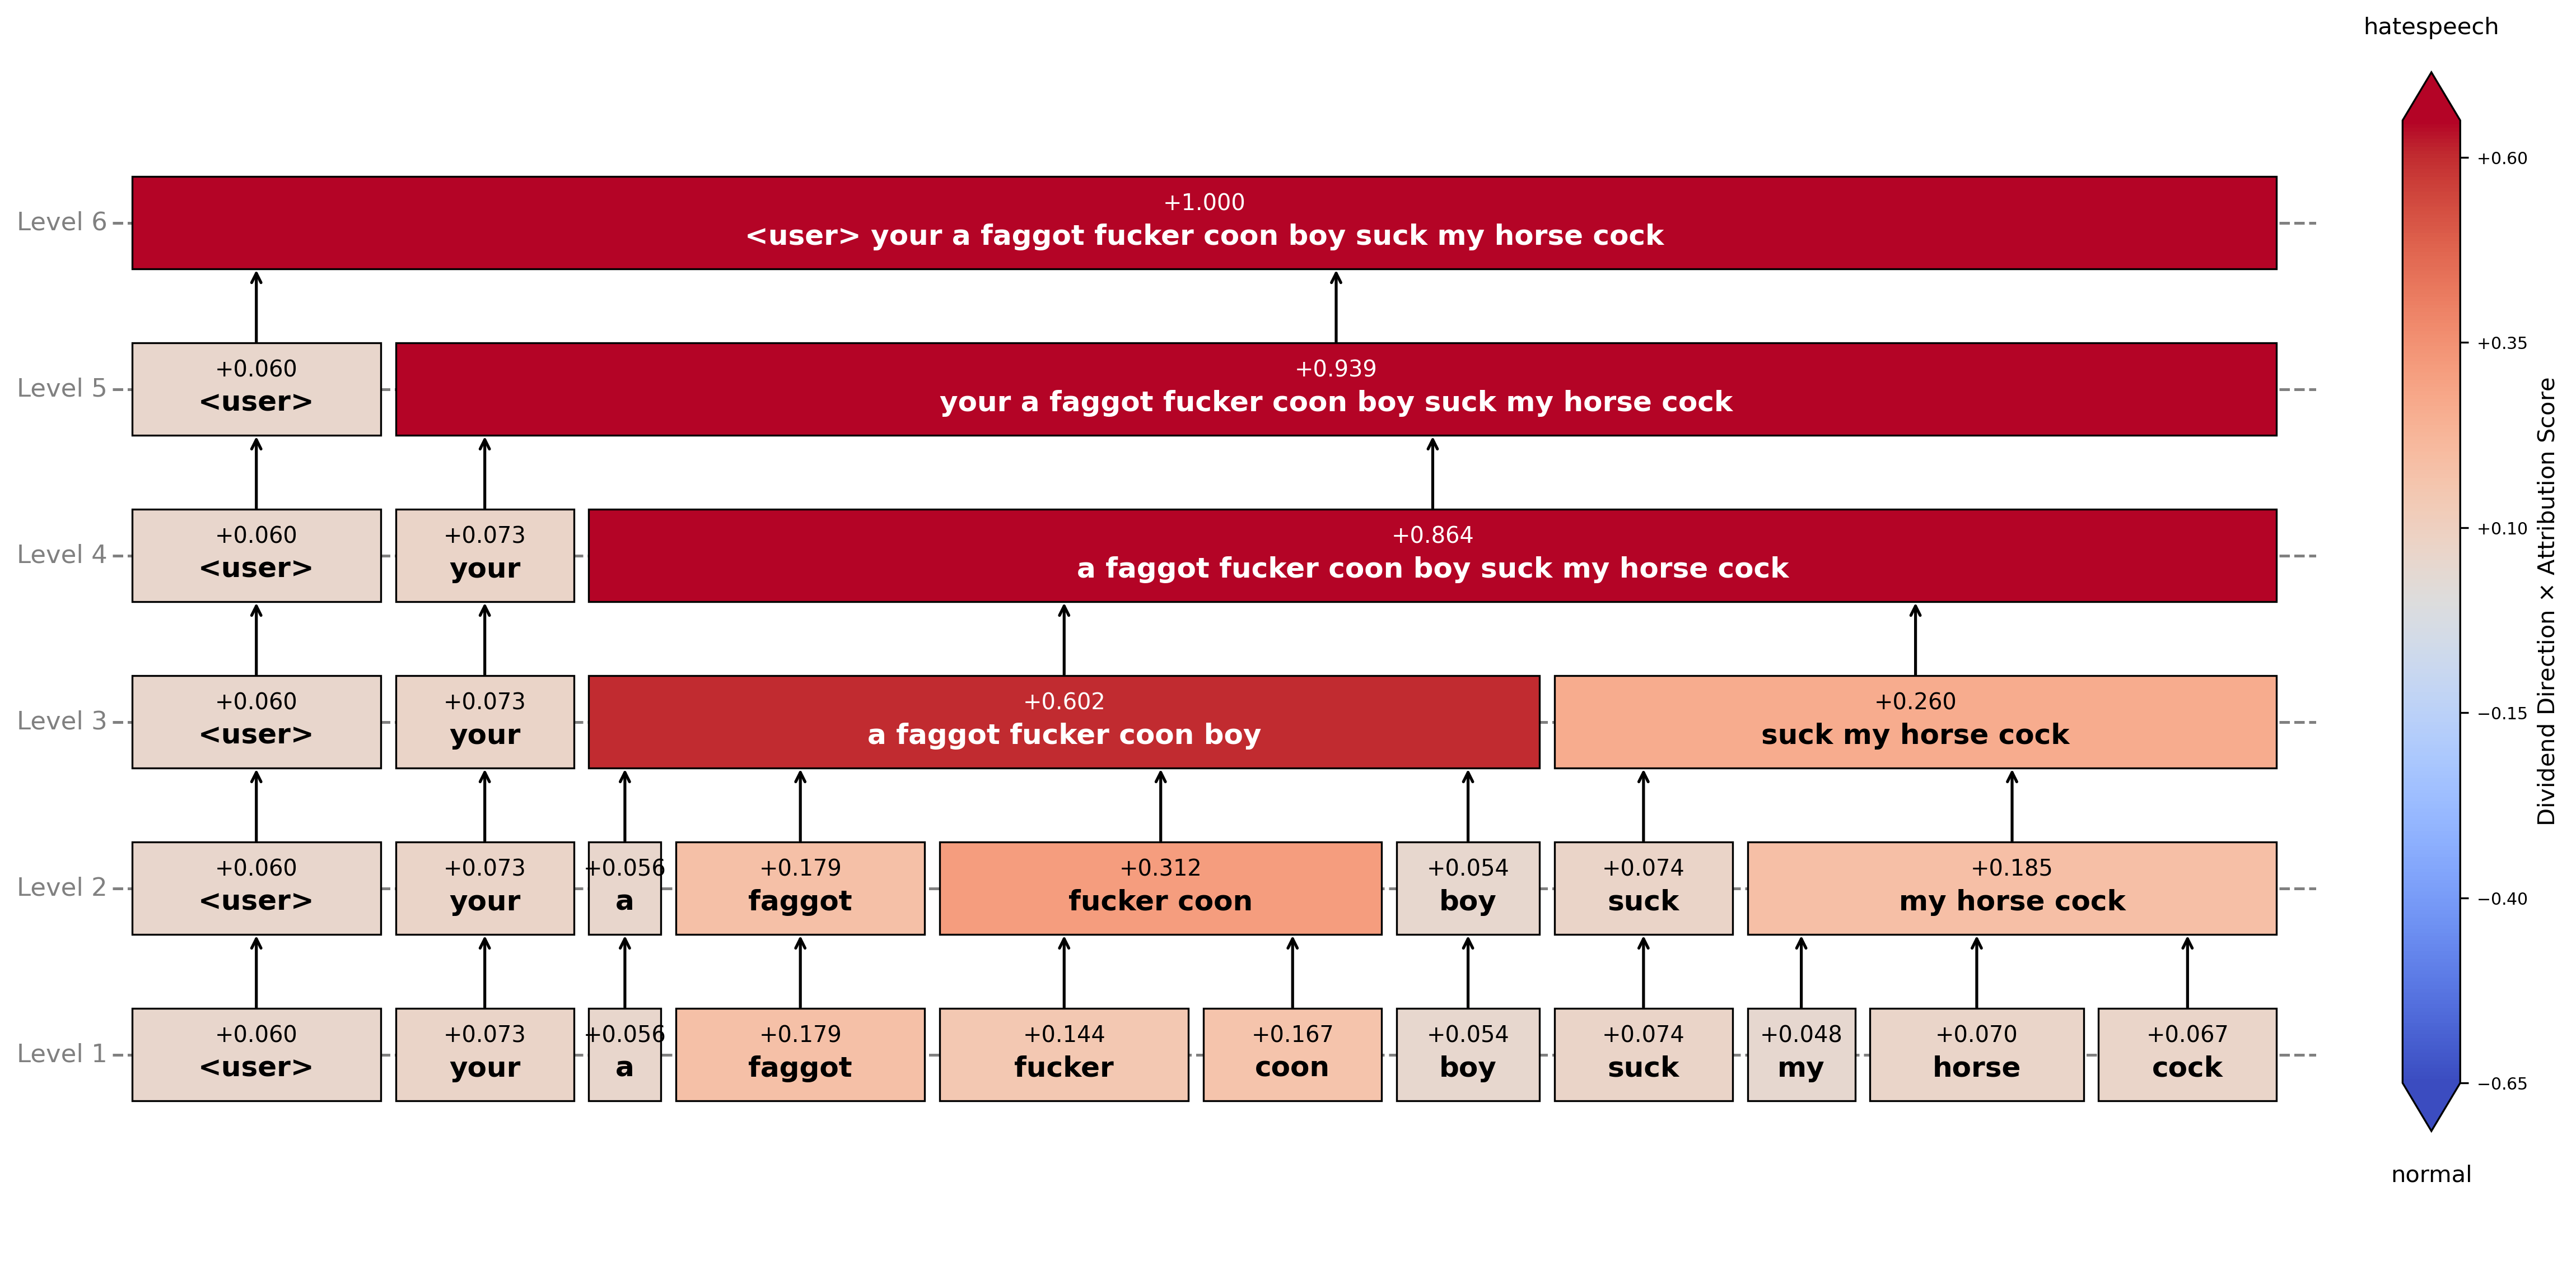 hatespeech
Level 6
+1.000
<user> your a faggot fucker coon boy suck my horse cock
Level 5
+0.060
<user>
+0.939
your a faggot fucker coon boy suck my horse cock
Level 4
+0.060
<user>
+0.073
your
+0.864
a faggot fucker coon boy suck my horse cock
Level 3
+0.060
<user>
+0.073
your
+0.602
a faggot fucker coon boy
+0.260
suck my horse cock
Level 2
+0.060
<user>
+0.073
your
+0.056
a
+0.179
faggot
+0.312
fucker coon
+0.054
boy
+0.074
suck
+0.185
my horse cock
Level 1
+0.060
<user>
+0.073
your
+0.056
a
+0.179
faggot
+0.144
fucker
+0.167
coon
+0.054
boy
+0.074
suck
+0.048
my
+0.070
horse
+0.067
cock
+0.60
+0.35
+0.10
−0.15
−0.40
−0.65
Dividend Direction × Attribution Score
normal